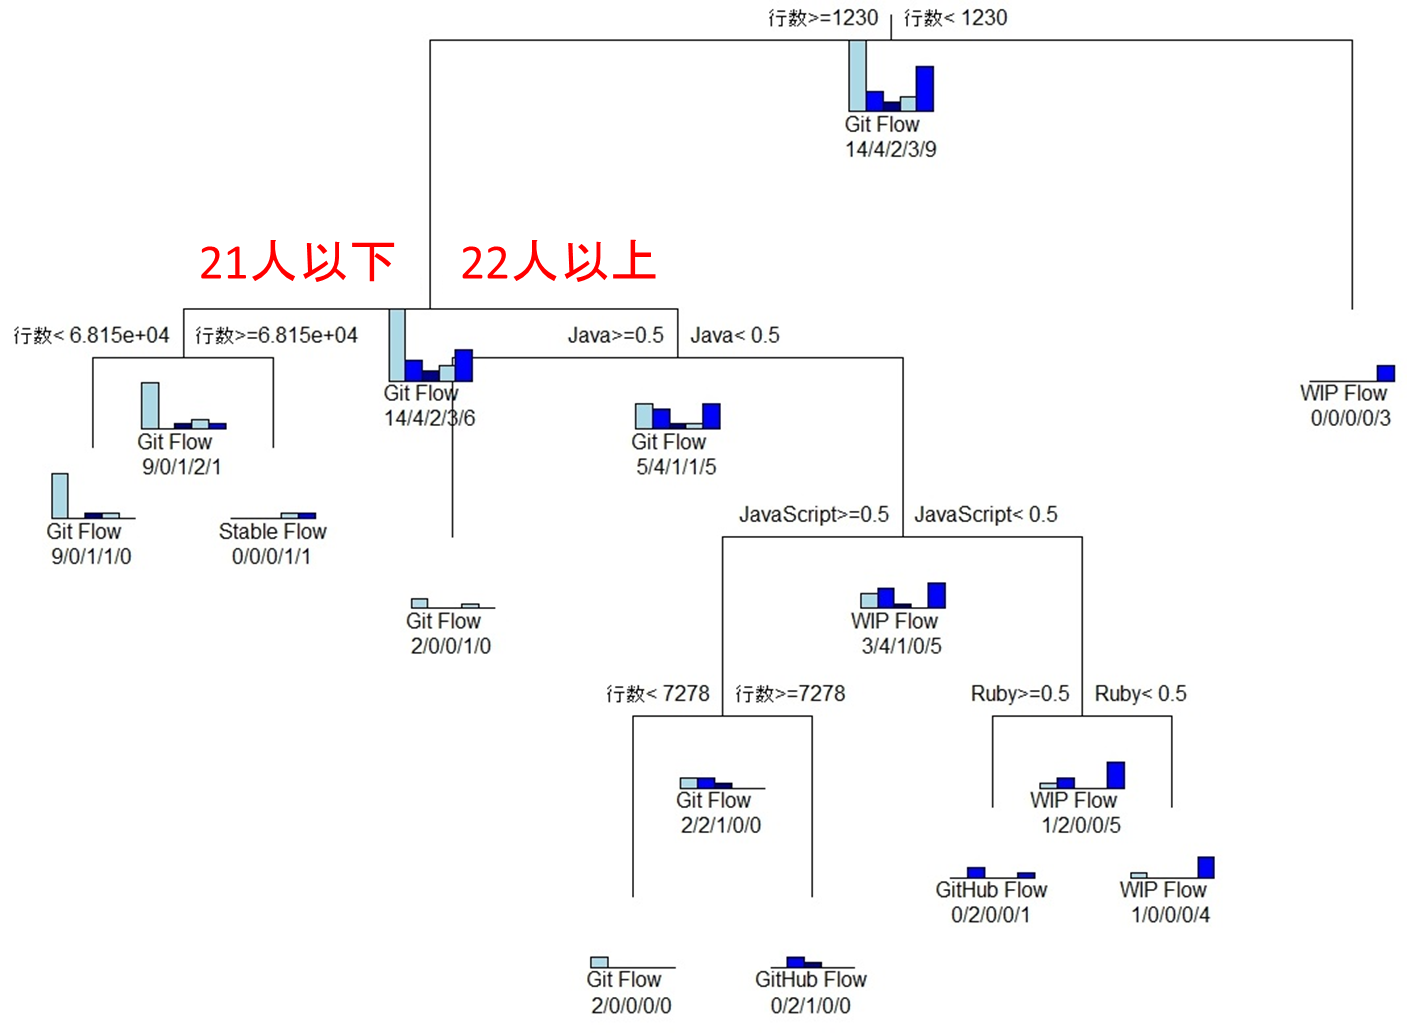 行数>=1230 行数< 1230
Git Flow
14/4/2/3/9
21人以下 22人以上
行数< 6.815e+04 行数>=6.815e+04 Java>=0.5 Java< 0.5
Git Flow
14/4/2/3/6
WIP Flow
0/0/0/0/3
Git Flow
9/0/1/2/1
Git Flow
5/4/1/1/5
Git Flow
9/0/1/1/0
Stable Flow
0/0/0/1/1
JavaScript>=0.5 JavaScript< 0.5
Git Flow
2/0/0/1/0
WIP Flow
3/4/1/0/5
行数< 7278 行数>=7278 Ruby>=0.5 Ruby< 0.5
Git Flow
2/2/1/0/0
WIP Flow
1/2/0/0/5
GitHub Flow
0/2/0/0/1
WIP Flow
1/0/0/0/4
Git Flow
2/0/0/0/0
GitHub Flow
0/2/1/0/0